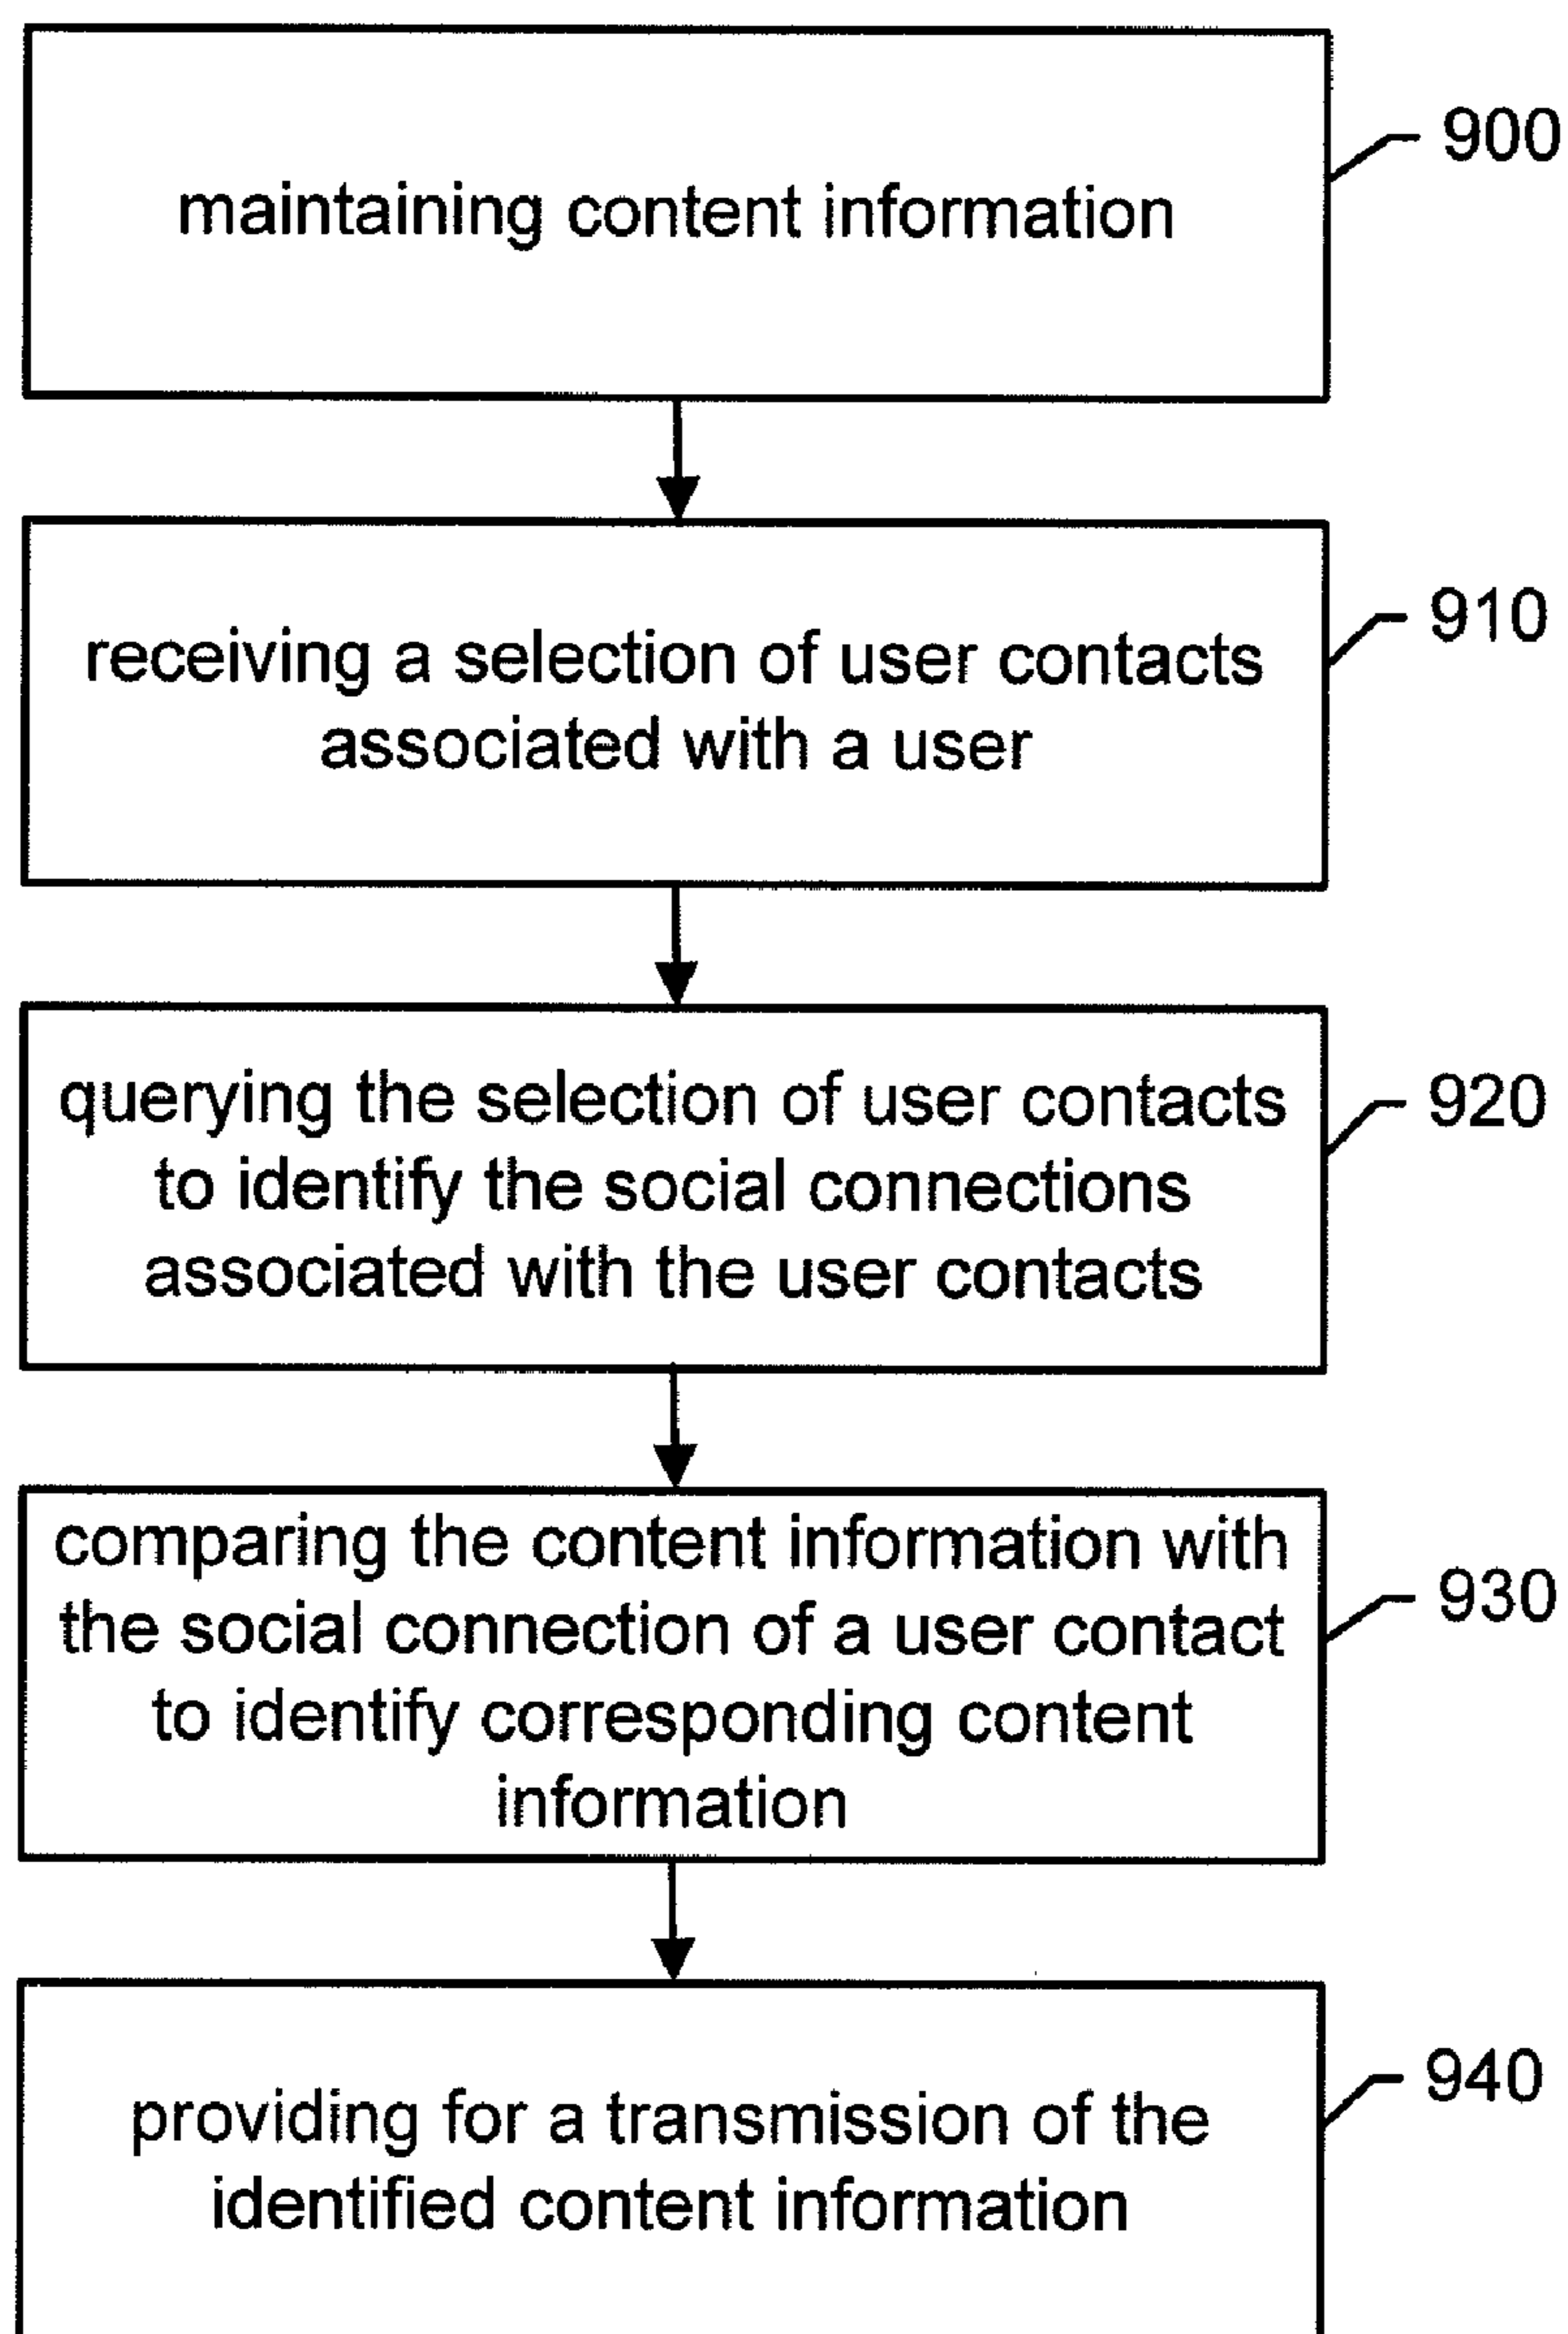 maintaining content information
900
receiving a selection of user contacts
associated with a user
910
querying the selection of user contacts
to identify the social connections
associated with the user contacts
920
comparing the content information with
the social connection of a user contact
to identify corresponding content
information
930
providing for a transmission of the
identified content information
940